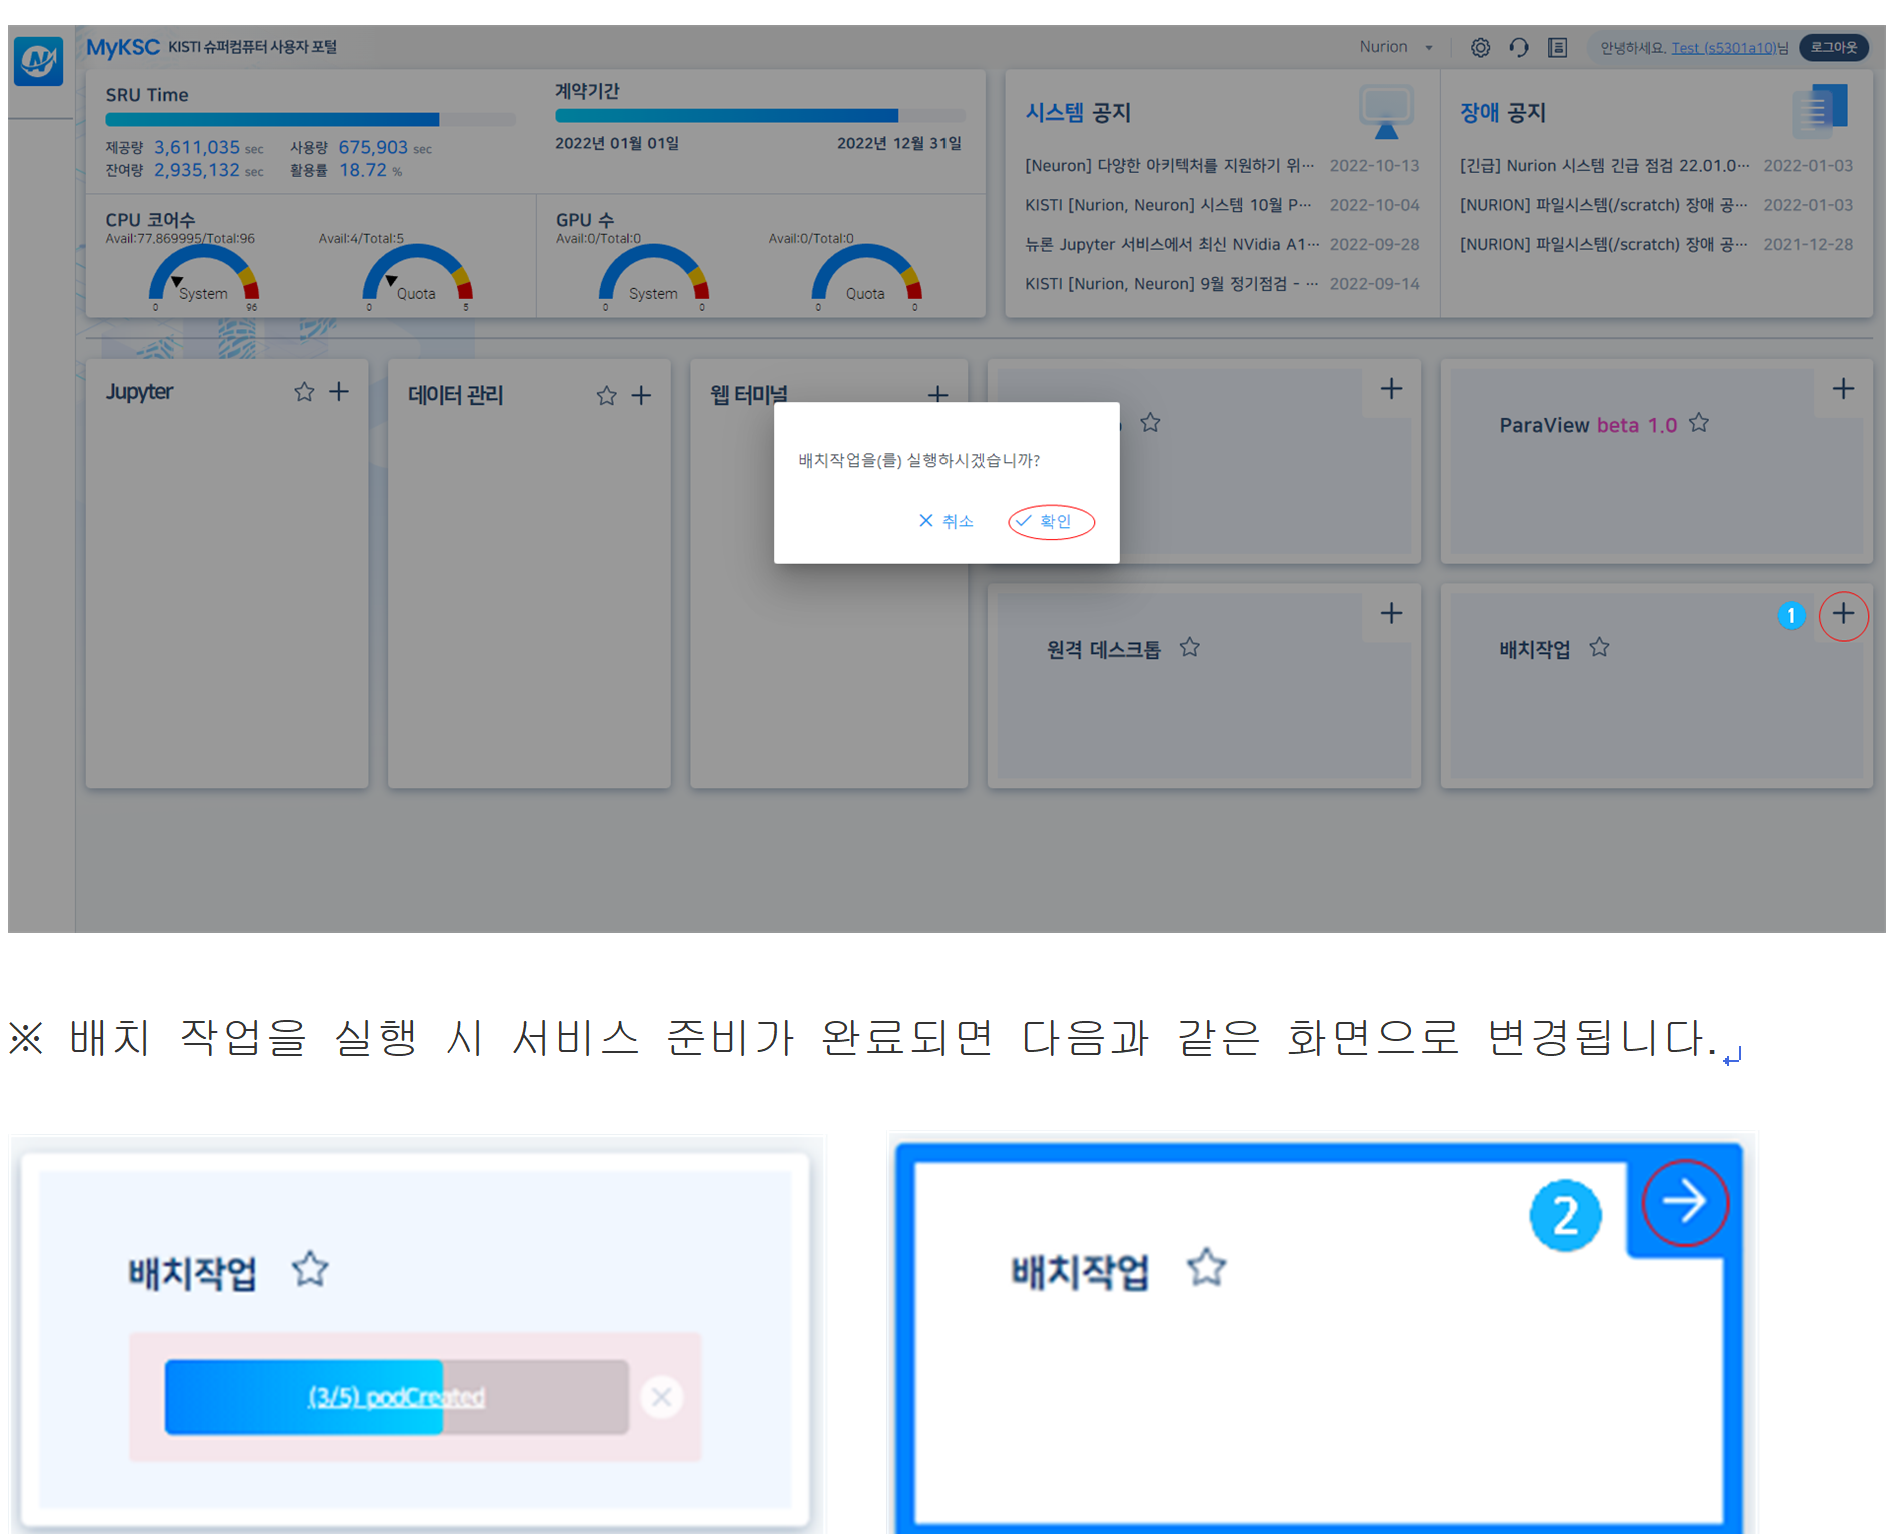 MyKSC KISTI 슈퍼컴퓨터 사용자 포털
Nurion
안녕하세요. Test (s5301a10)님
로그아웃
SRU Time
제공량 3,611,035 sec 사용량 675,903 sec
잔여량 2,935,132 sec 활용률 18.72 %
계약기간
2022년 01월 01일 2022년 12월 31일
CPU 코어수
Avail:77.869995/Total:96 Avail:4/Total:5
System
0 96
Quota
0 5
GPU 수
Avail:0/Total:0 Avail:0/Total:0
System
0 0
Quota
0 0
시스템 공지
[Neuron] 다양한 아키텍처를 지원하기 위… 2022-10-13
KISTI [Nurion, Neuron] 시스템 10월 P… 2022-10-04
뉴론 Jupyter 서비스에서 최신 NVidia A1… 2022-09-28
KISTI [Nurion, Neuron] 9월 정기점검 - … 2022-09-14
장애 공지
[긴급] Nurion 시스템 긴급 점검 22.01.0… 2022-01-03
[NURION] 파일시스템(/scratch) 장애 공… 2022-01-03
[NURION] 파일시스템(/scratch) 장애 공… 2021-12-28
Jupyter
데이터 관리
웹 터미널
ParaView beta 1.0
배치작업을(를) 실행하시겠습니까?
취소 확인
원격 데스크톱
1
배치작업
※ 배치 작업을 실행 시 서비스 준비가 완료되면 다음과 같은 화면으로 변경됩니다.
배치작업
(3/5) podCreated
2
배치작업